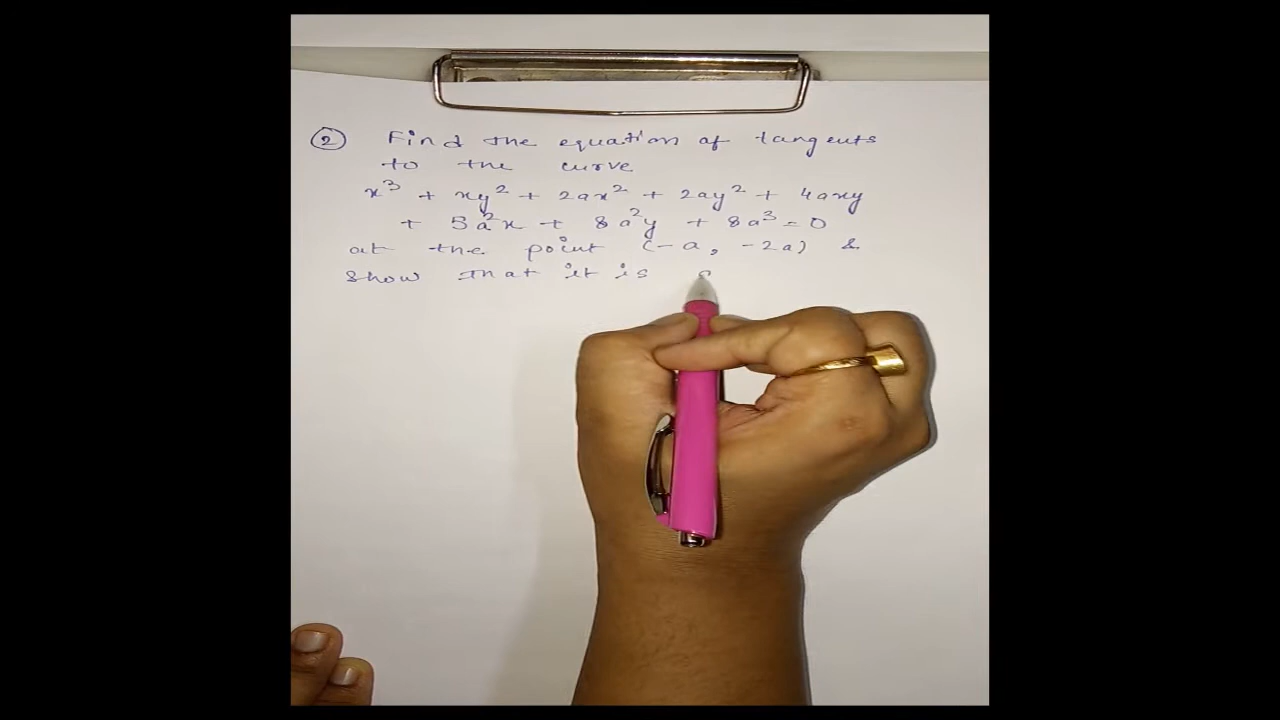 ② Find the equation of tangents
to the curve
x³ + xy² + 2ax² + 2ay² + 4axy
+ 5a²x + 8a²y + 8a³ = 0
at the point (-a, -2a) &
show that it is